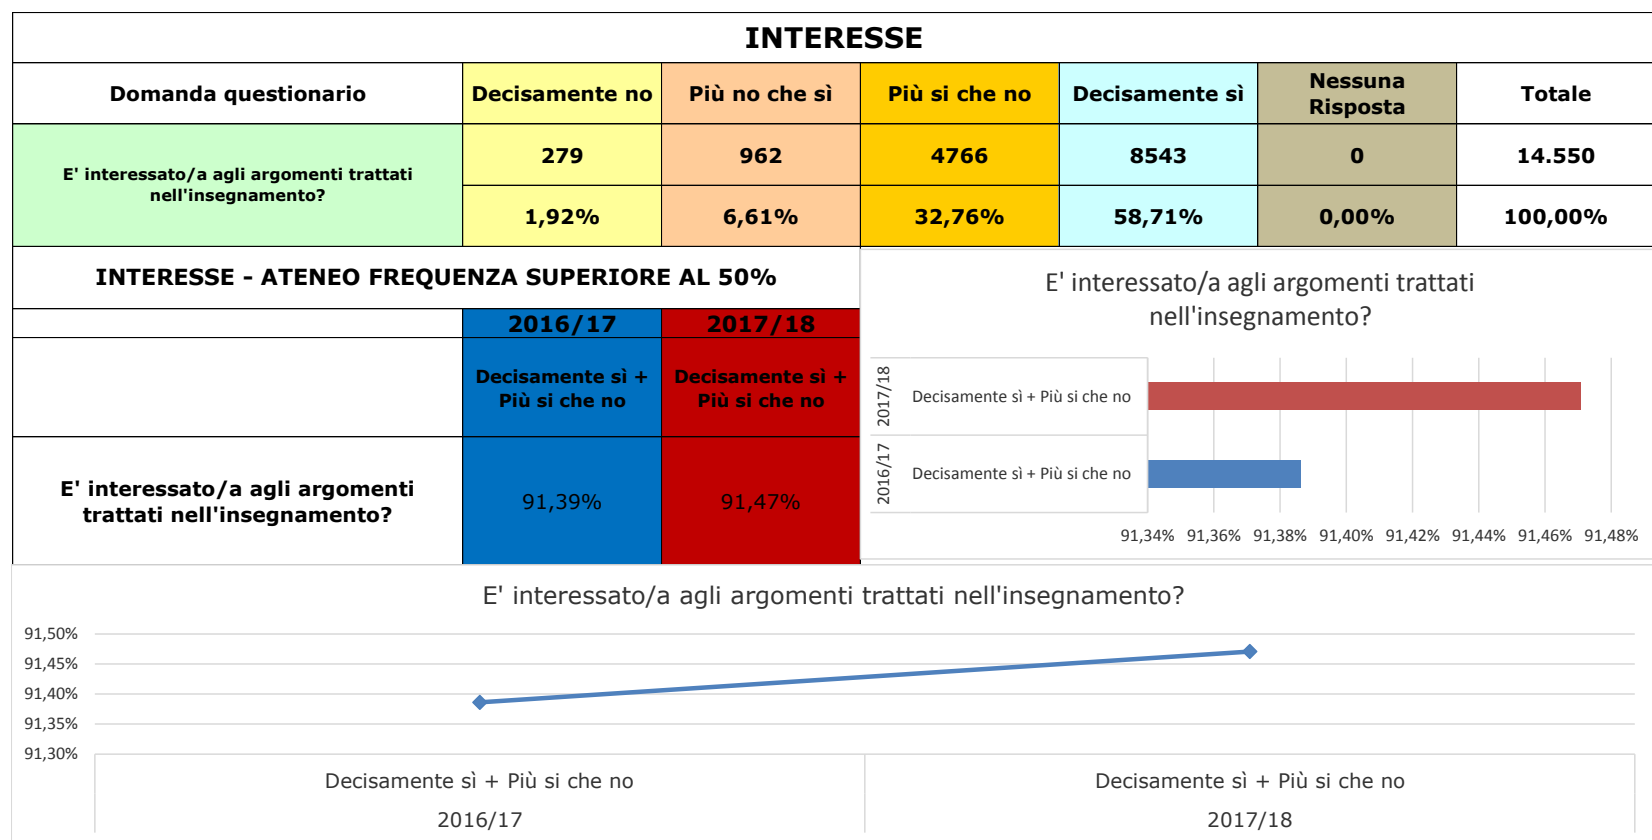 INTERESSE
Domanda questionario
Decisamente no
Più no che sì
Più si che no
Decisamente sì
Nessuna
Risposta
Totale
E' interessato/a agli argomenti trattati
nell'insegnamento?
279
962
4766
8543
0
14.550
1,92%
6,61%
32,76%
58,71%
0,00%
100,00%
INTERESSE - ATENEO FREQUENZA SUPERIORE AL 50%
2016/17
2017/18
Decisamente sì +
Più si che no
Decisamente sì +
Più si che no
E' interessato/a agli argomenti
trattati nell'insegnamento?
91,39%
91,47%
E' interessato/a agli argomenti trattati
nell'insegnamento?
2017/18
Decisamente sì + Più si che no
2016/17
Decisamente sì + Più si che no
91,34%
91,36%
91,38%
91,40%
91,42%
91,44%
91,46%
91,48%
E' interessato/a agli argomenti trattati nell'insegnamento?
91,50%
91,45%
91,40%
91,35%
91,30%
Decisamente sì + Più si che no
Decisamente sì + Più si che no
2016/17
2017/18